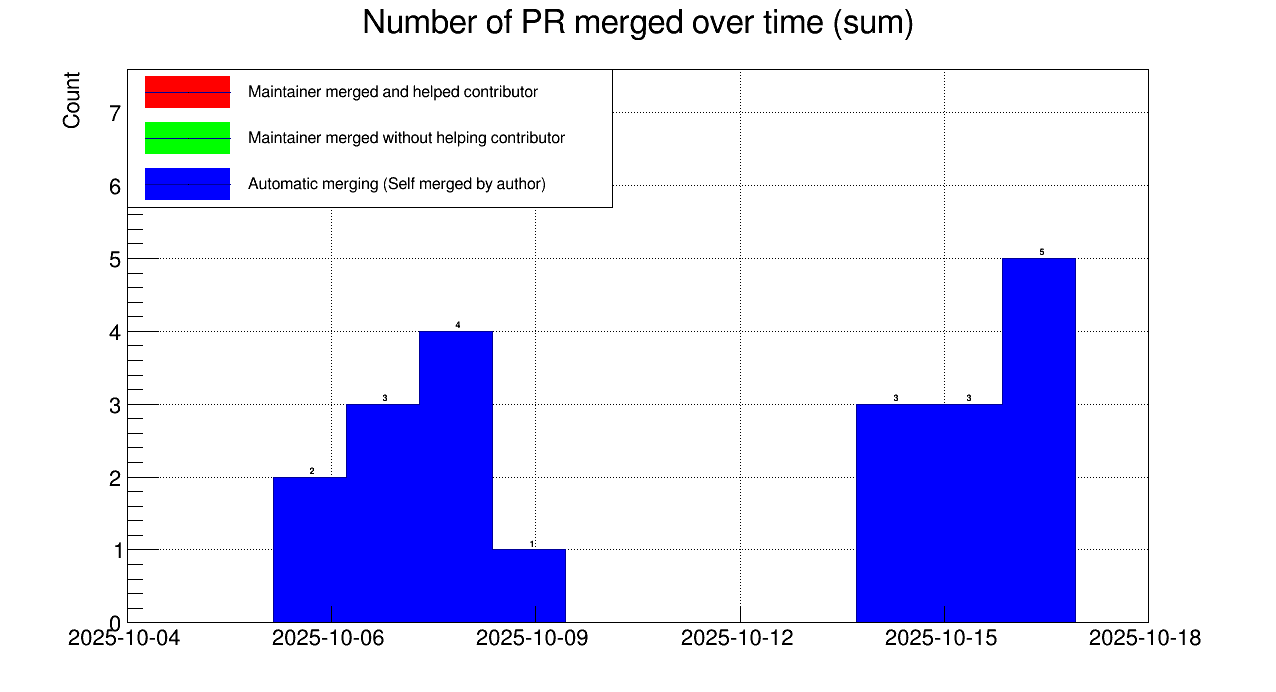 Number of PR merged over time (sum)
Count
Maintainer merged and helped contributor
Maintainer merged without helping contributor
Automatic merging (Self merged by author)
7
6
5
4
3
2
1
0
5
4
3
3
3
2
1
2025-10-04 2025-10-06 2025-10-09 2025-10-12 2025-10-15 2025-10-18